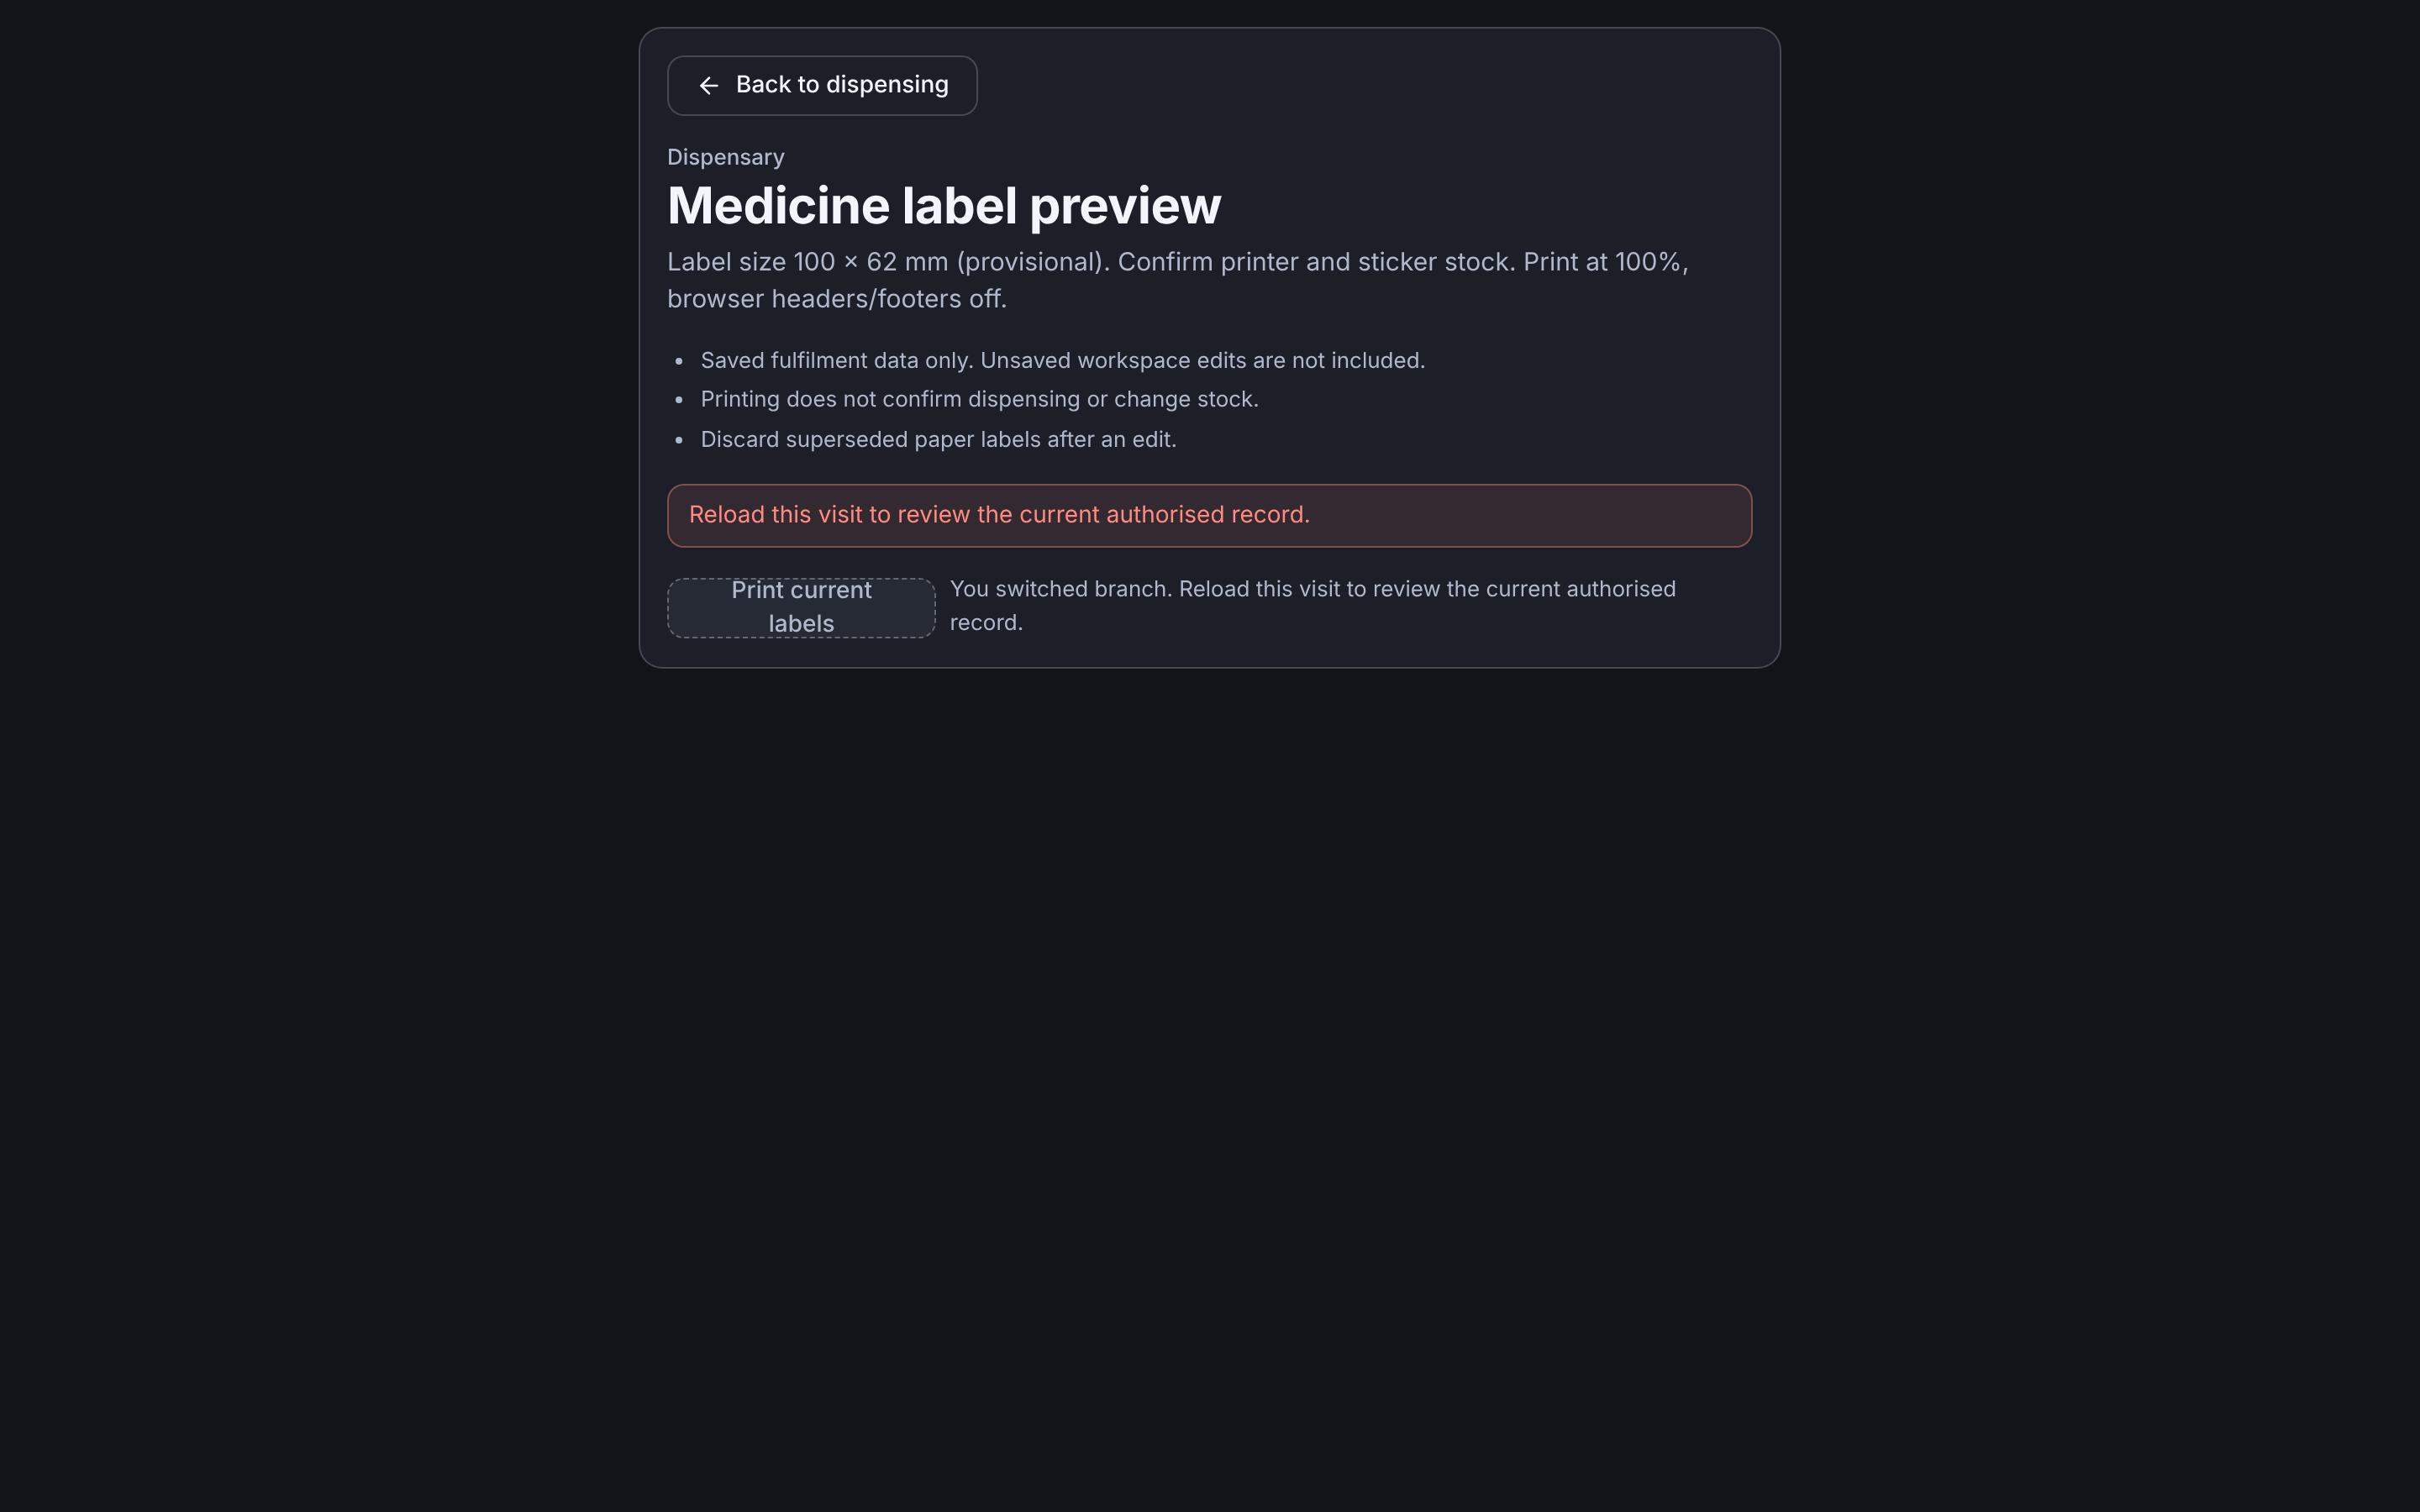 Back to dispensing
Dispensary
Medicine label preview
Label size 100 × 62 mm (provisional). Confirm printer and sticker stock. Print at 100%,
browser headers/footers off.
Saved fulfilment data only. Unsaved workspace edits are not included.
Printing does not confirm dispensing or change stock.
Discard superseded paper labels after an edit.
Reload this visit to review the current authorised record.
Print current
labels
You switched branch. Reload this visit to review the current authorised
record.